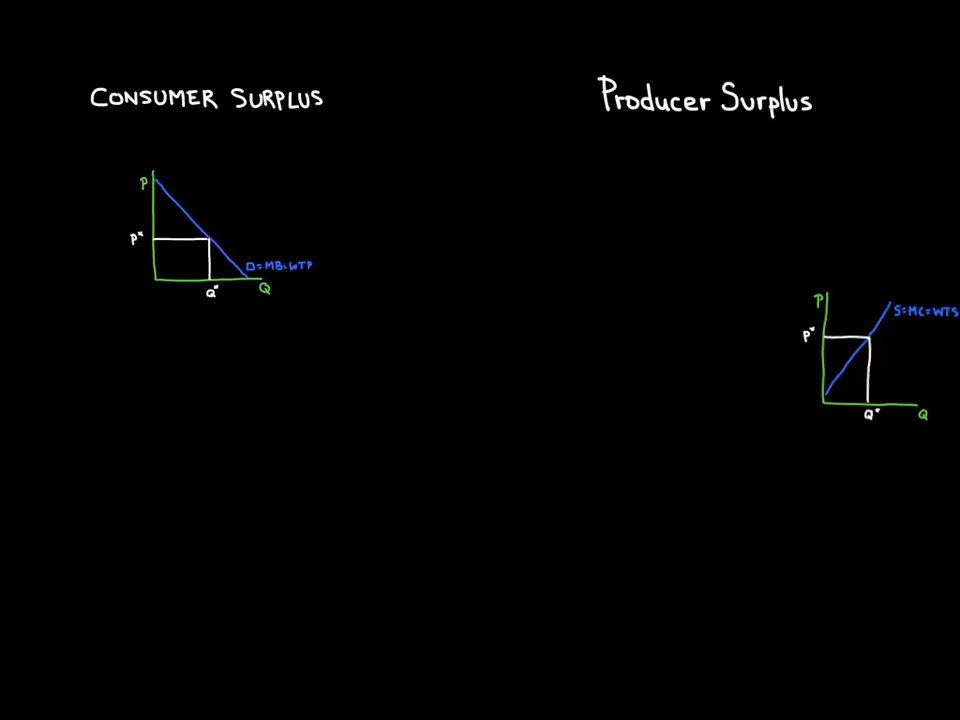 CONSUMER SURPLUS
Producer Surplus
P
P*
D=MB=WTP
Q*
Q
P
S=MC=WTS
P*
Q*
Q